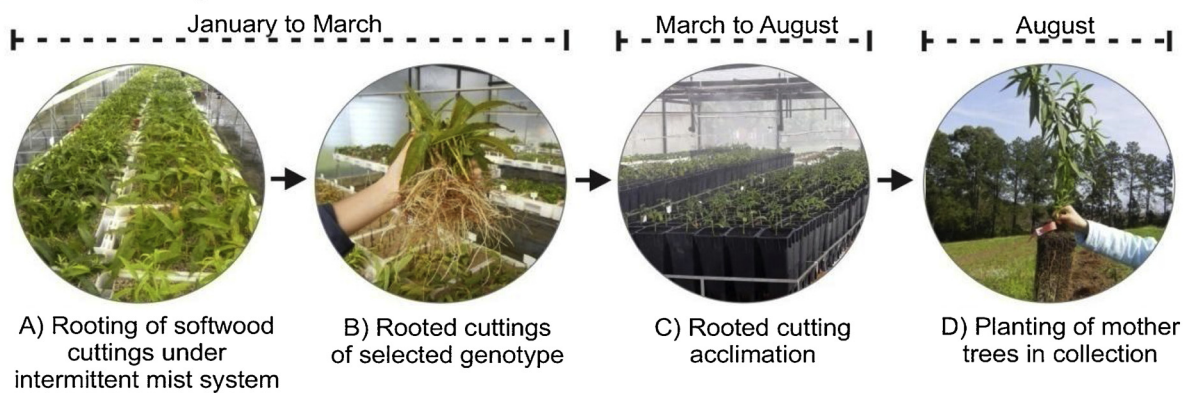 January to March
March to August
August
A) Rooting of softwood
cuttings under
intermittent mist system
B) Rooted cuttings
of selected genotype
C) Rooted cutting
acclimation
D) Planting of mother
trees in collection